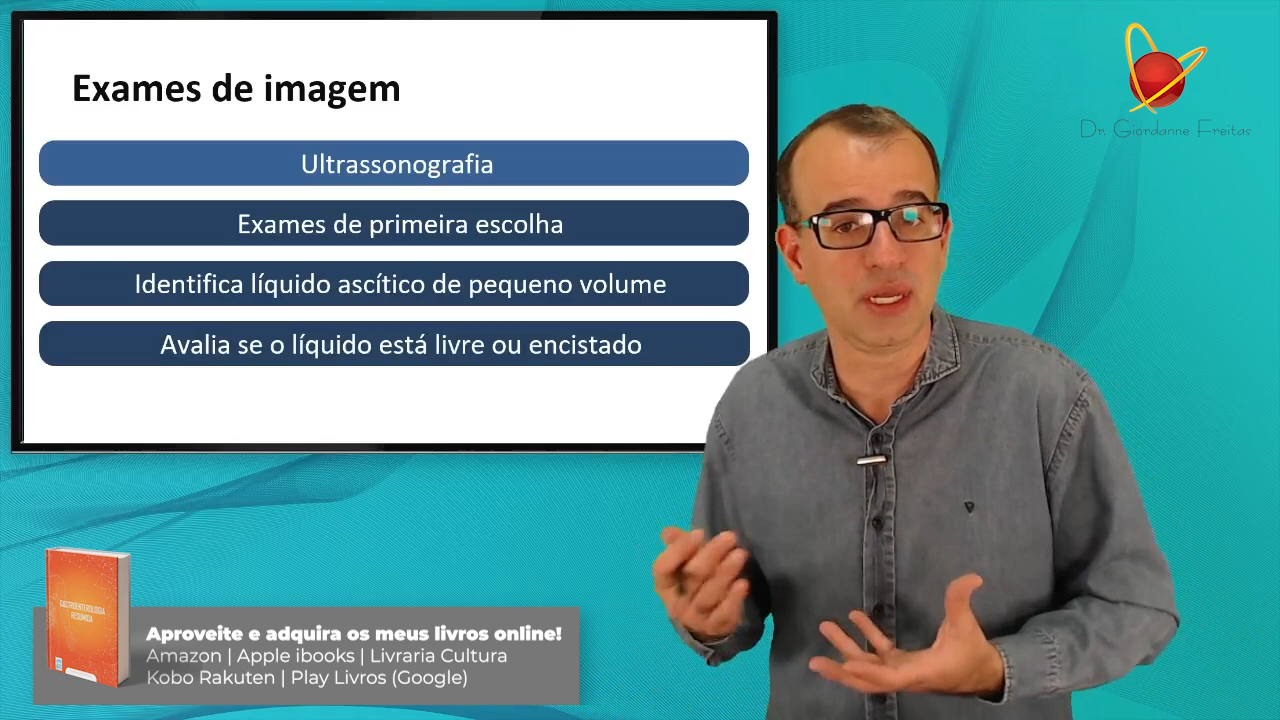 Exames de imagem
Ultrassonografia
Exames de primeira escolha
Identifica líquido ascítico de pequeno volume
Avalia se o líquido está livre ou encistado
Dr. Giordanne Freitas
GASTROENTEROLOGIA
RESUMIDA
Aproveite e adquira os meus livros online!
Amazon | Apple ibooks | Livraria Cultura
Kobo Rakuten | Play Livros (Google)